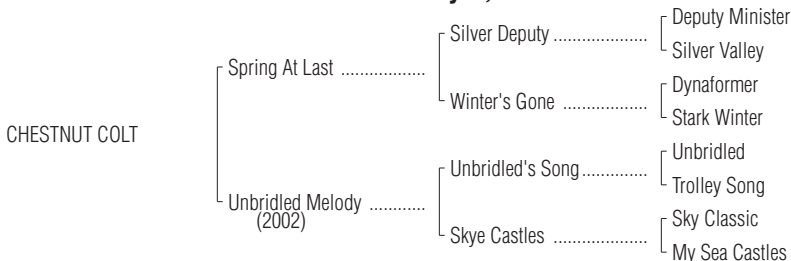 Deputy Minister
Silver Deputy ....................
Silver Valley
Spring At Last ..................
Dynaformer
Winter's Gone ..................
Stark Winter
CHESTNUT COLT
Unbridled
Unbridled's Song..............
Trolley Song
Unbridled Melody ............
(2002)
Sky Classic
Skye Castles ....................
My Sea Castles